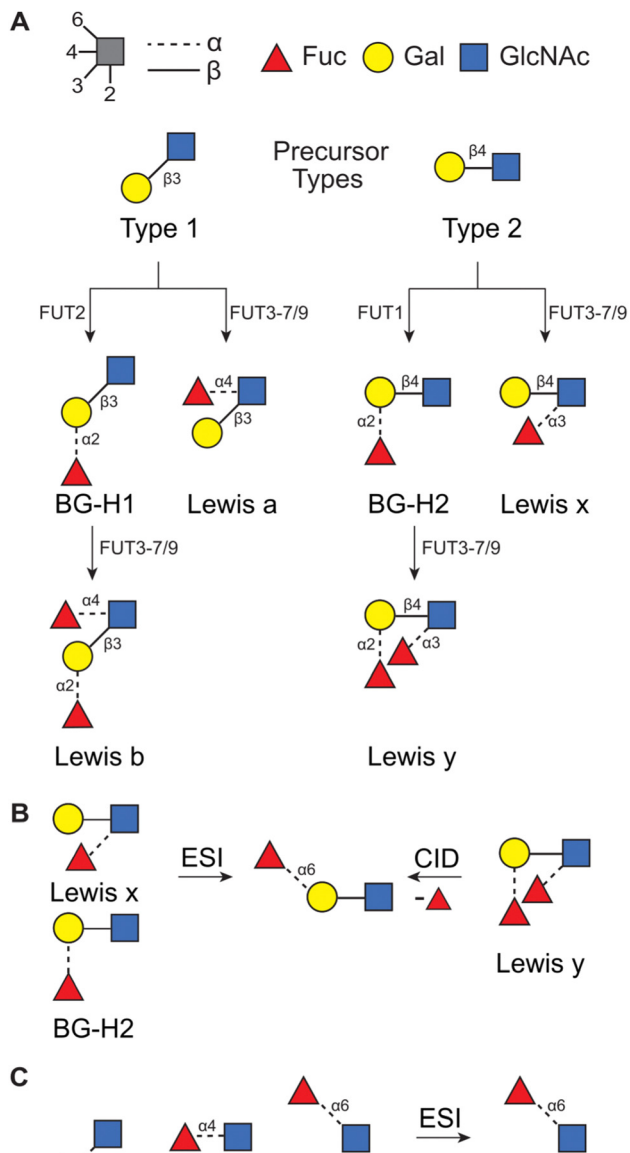 A
6
4
3
2
α
β
Fuc Gal GlcNAc
Precursor
Types
β3
β4
Type 1
Type 2
FUT2
FUT3-7/9
FUT1
FUT3-7/9
β3
α2
α4
β3
β4
α2
β4
α3
BG-H1
Lewis a
BG-H2
Lewis x
FUT3-7/9
FUT3-7/9
α4
β3
α2
β4
α2
α3
Lewis b
Lewis y
B
Lewis x
ESI
α6
CID
-
BG-H2
Lewis y
C
α4
α6
ESI
α6